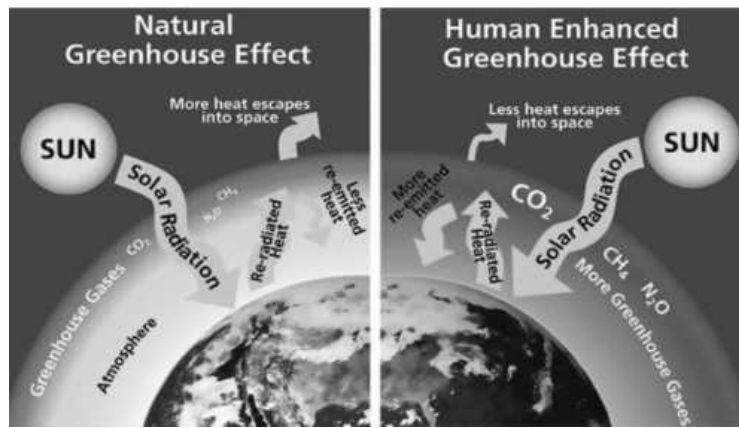 Natural
Greenhouse Effect
More heat escapes
into space
SUN
Solar Radiation
CH₄
N₂O
CO₂
Less
re-emitted
heat
Re-radiated
Heat
Greenhouse Gases
Atmosphere
Human Enhanced
Greenhouse Effect
Less heat escapes
into space
SUN
More
re-emitted
heat
CO₂
Re-radiated
Heat
Solar Radiation
CH₄ N₂O
More Greenhouse Gases